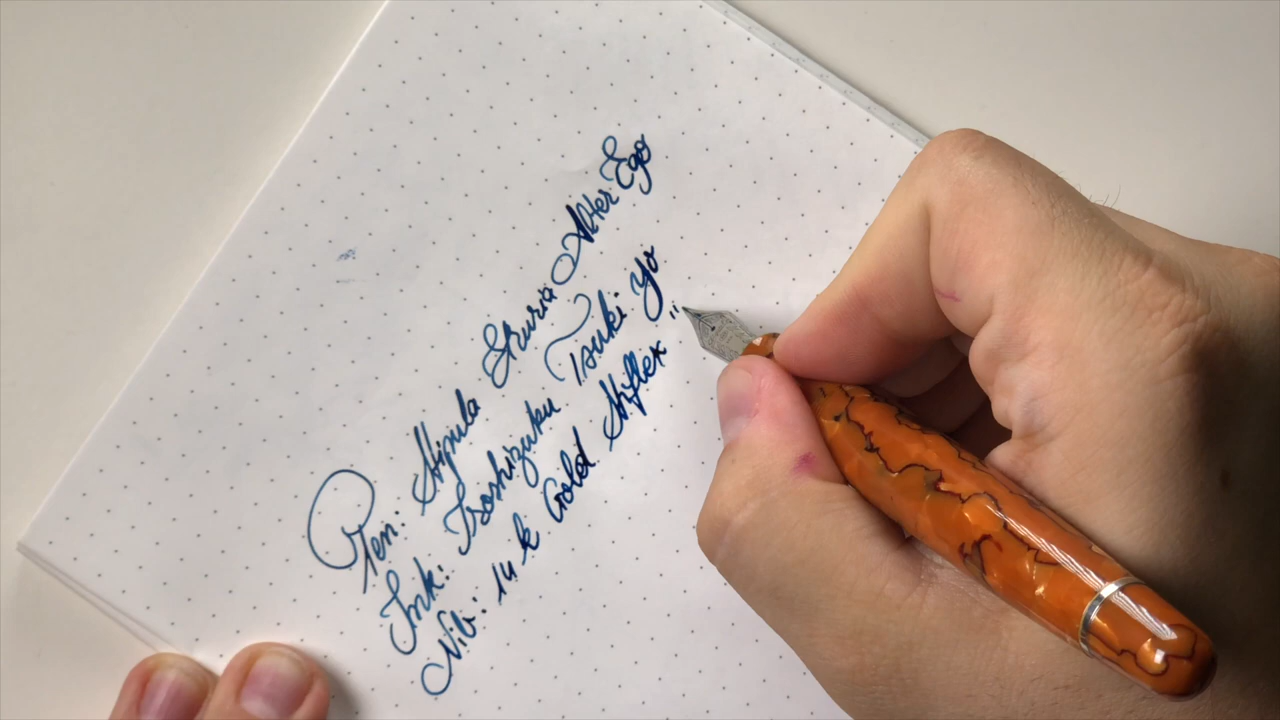 Pen: Stipula Etruria Alter Ego
Ink: Iroshizuku Tsuki Yo
Nib: 14 k Gold Stiflex "